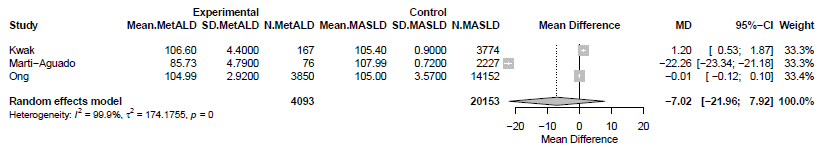 Experimental Control
Study Mean.MetALD SD.MetALD N.MetALD Mean.MASLD SD.MASLD N.MASLD Mean Difference MD 95%-CI Weight
Kwak 106.60 4.4000 167 105.40 0.9000 3774 1.20 [ 0.53; 1.87] 33.3%
Marti-Aguado 85.73 4.7900 76 107.99 0.7200 2227 −22.26 [−23.34; −21.18] 33.3%
Ong 104.99 2.9200 3850 105.00 3.5700 14152 −0.01 [ −0.12; 0.10] 33.4%
Random effects model 4093 20153 −7.02 [−21.96; 7.92] 100.0%
Heterogeneity: I² = 99.9%, τ² = 174.1755, p = 0
−20 −10 0 10 20
Mean Difference